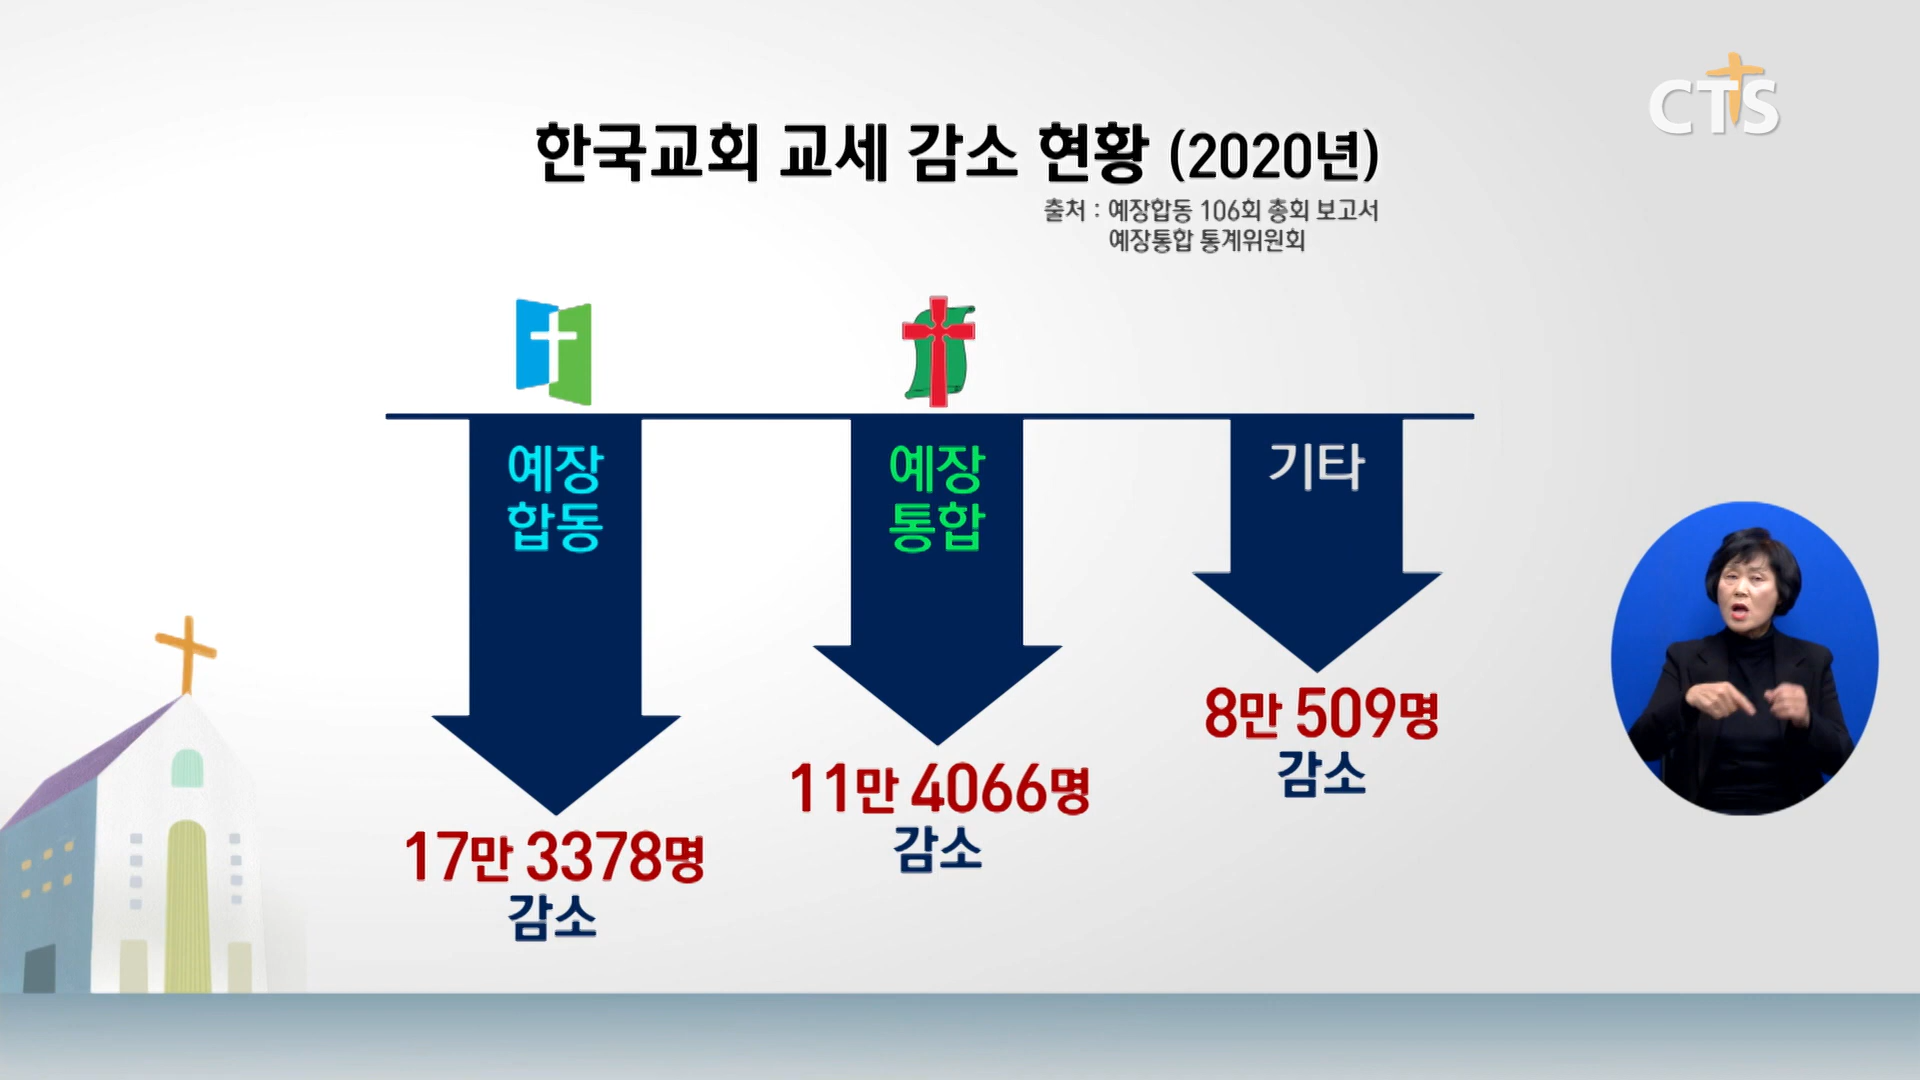 CTS
한국교회 교세 감소 현황 (2020년)
출처 : 예장합동 106회 총회 보고서
예장통합 통계위원회
예장
합동
17만 3378명
감소
예장
통합
11만 4066명
감소
기타
8만 509명
감소